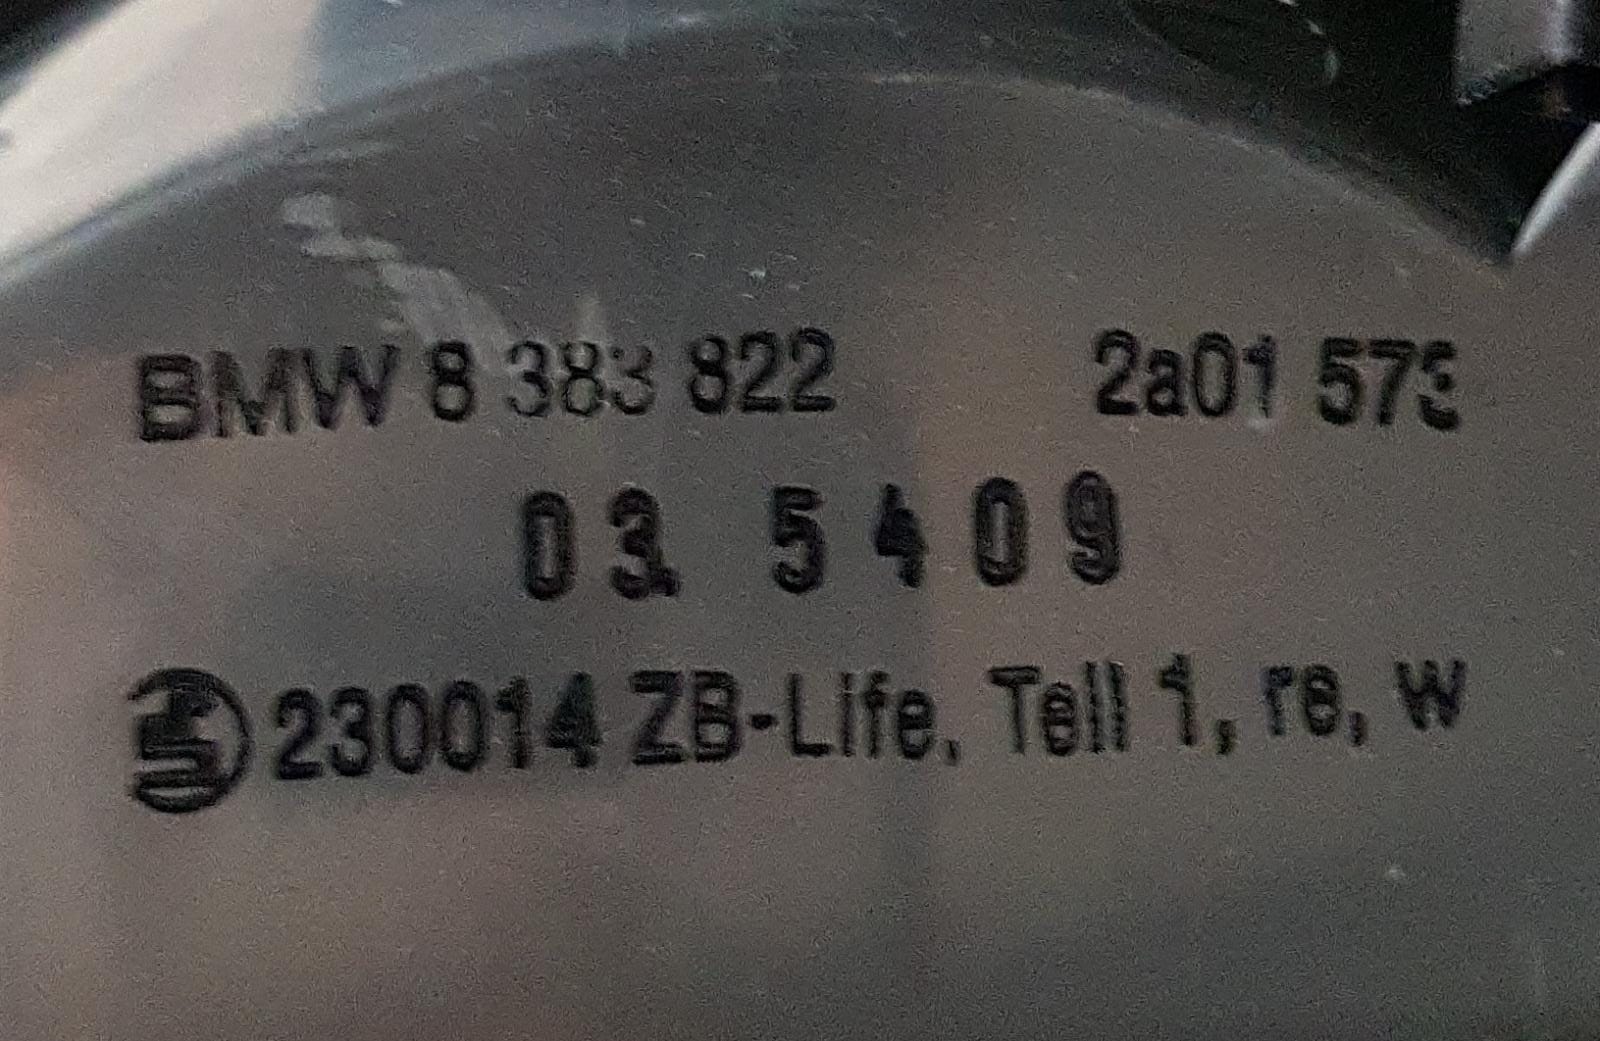 BMW 8 383 822 2a01 573
03. 5409
230014 ZB-Life, Teil 1, re, w